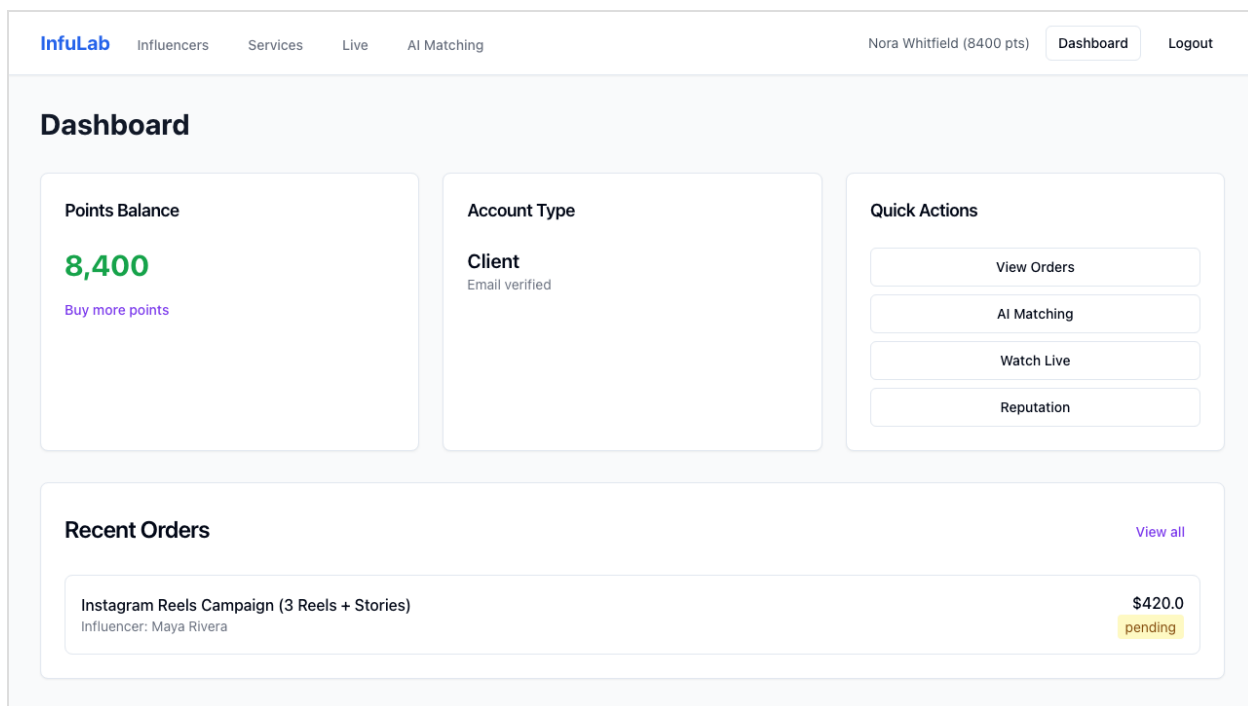 InfuLab
Influencers
Services
Live
AI Matching
Nora Whitfield (8400 pts)
Dashboard
Logout
Dashboard
Points Balance
8,400
Buy more points
Account Type
Client
Email verified
Quick Actions
View Orders
AI Matching
Watch Live
Reputation
Recent Orders
View all
Instagram Reels Campaign (3 Reels + Stories)
Influencer: Maya Rivera
$420.0
pending